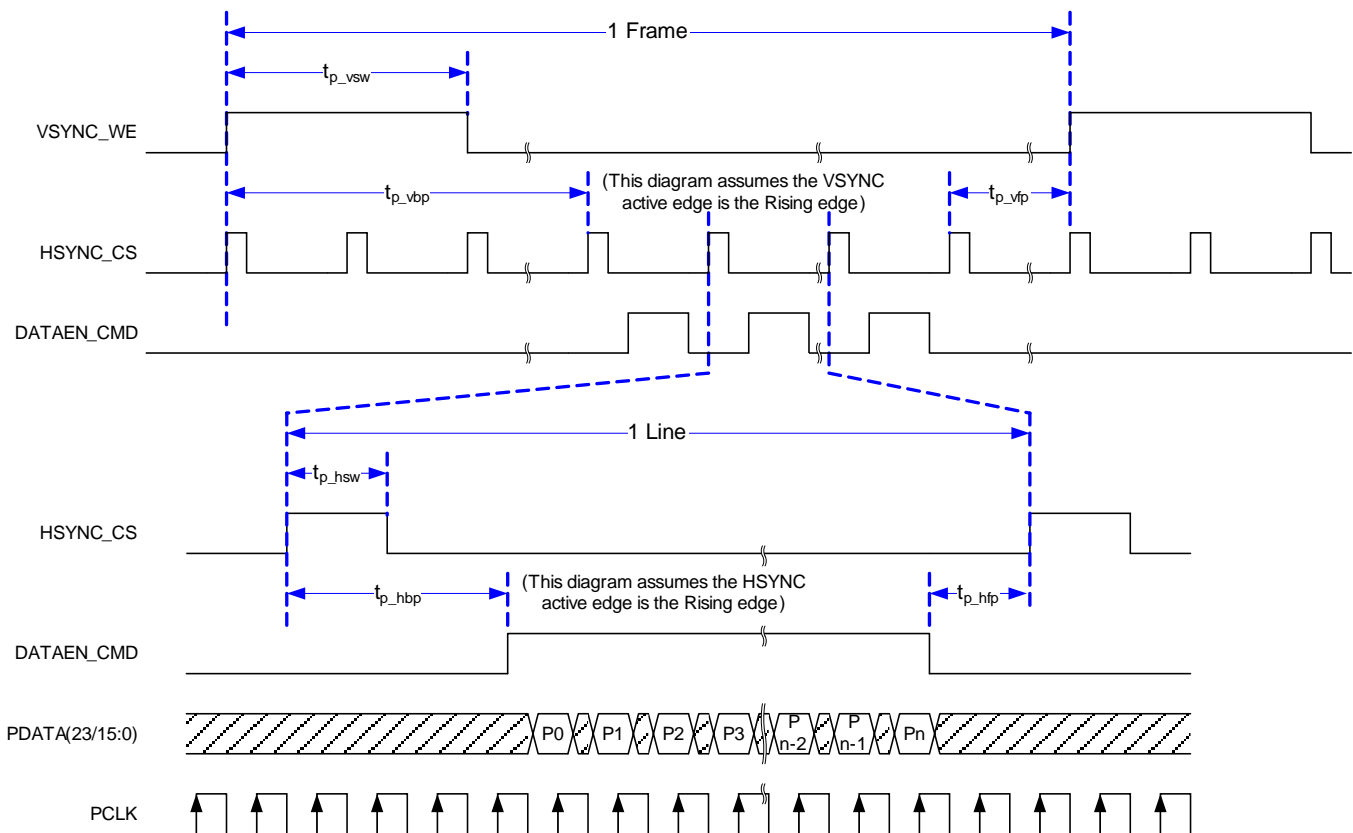 1 Frame
tp_vsw
VSYNC_WE
tp_vbp
(This diagram assumes the VSYNC
active edge is the Rising edge)
tp_vfp
HSYNC_CS
DATAEN_CMD
1 Line
tp_hsw
HSYNC_CS
tp_hbp
(This diagram assumes the HSYNC
active edge is the Rising edge)
tp_hfp
DATAEN_CMD
PDATA(23/15:0)
P0
P1
P2
P3
P
n-2
P
n-1
Pn
PCLK